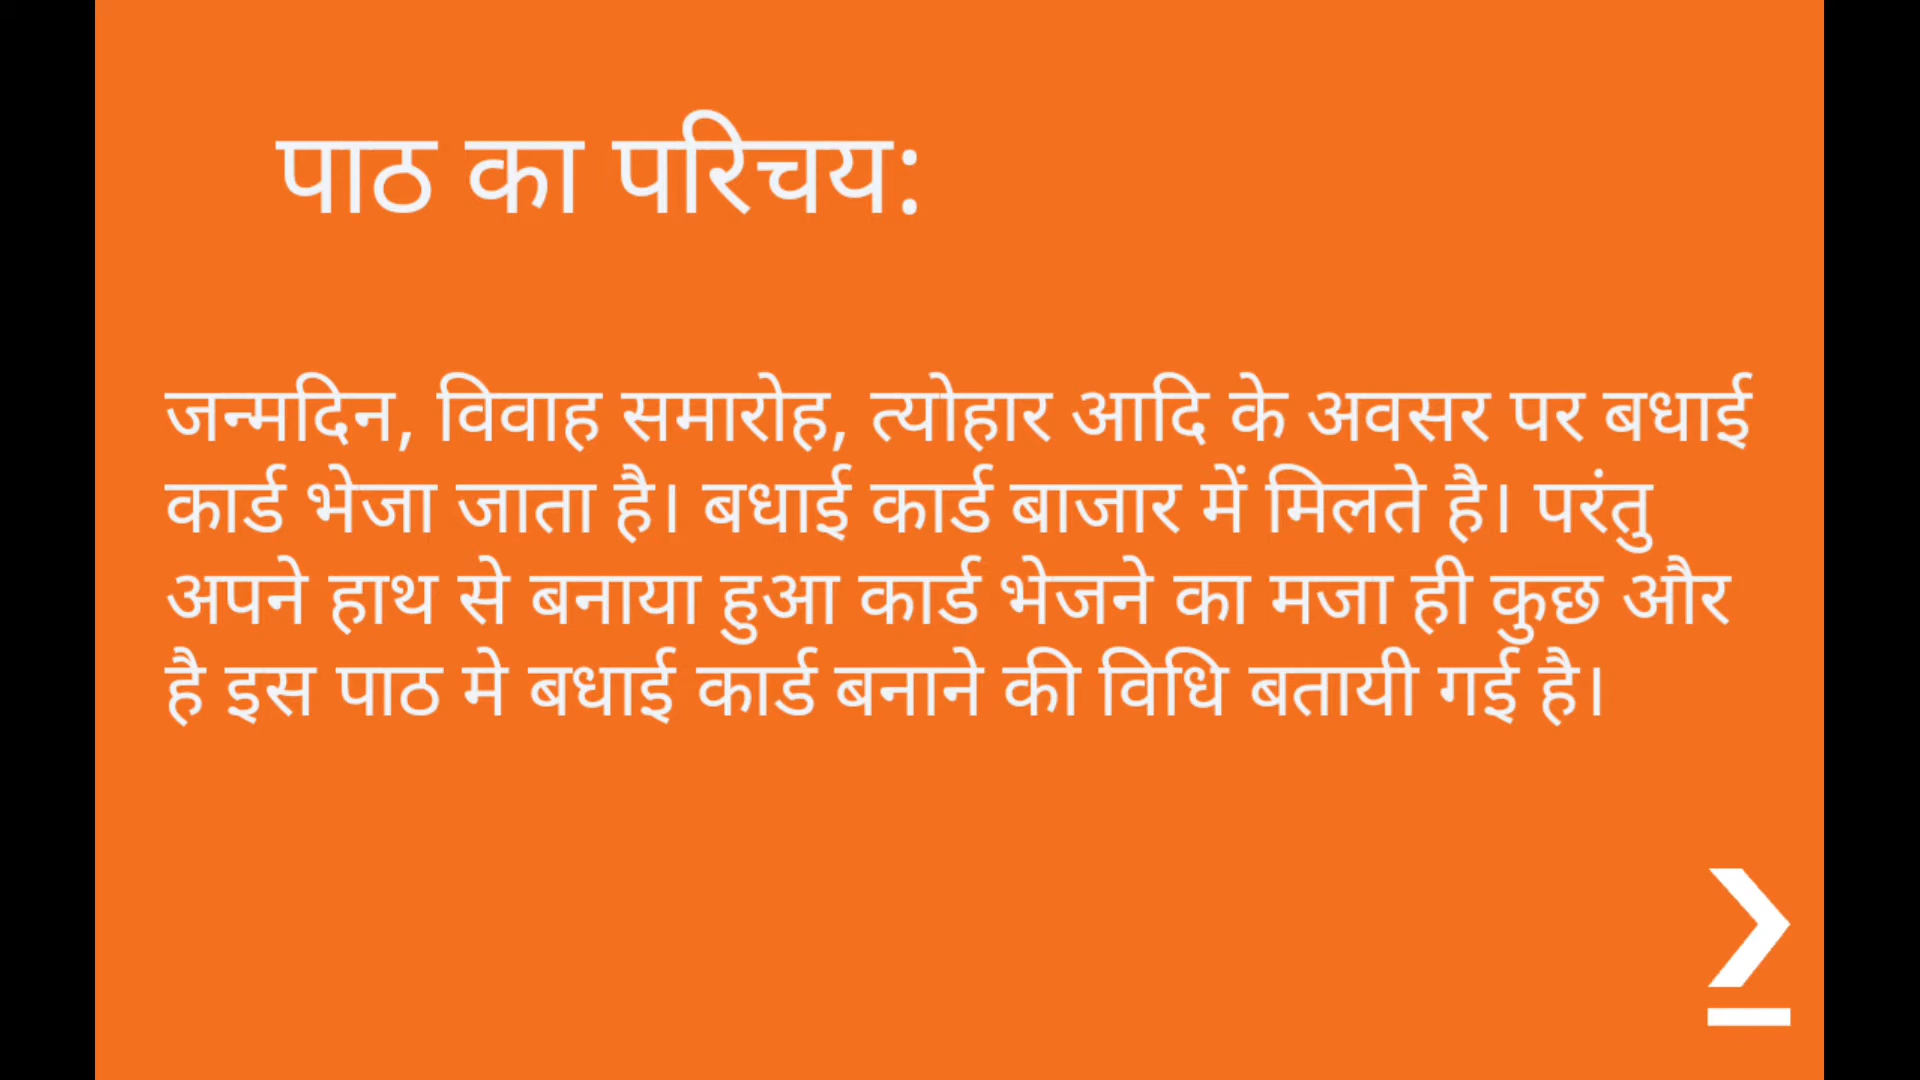 पाठ का परिचय:
जन्मदिन, विवाह समारोह, त्योहार आदि के अवसर पर बधाई
कार्ड भेजा जाता है। बधाई कार्ड बाजार में मिलते है। परंतु
अपने हाथ से बनाया हुआ कार्ड भेजने का मजा ही कुछ और
है इस पाठ मे बधाई कार्ड बनाने की विधि बतायी गई है।